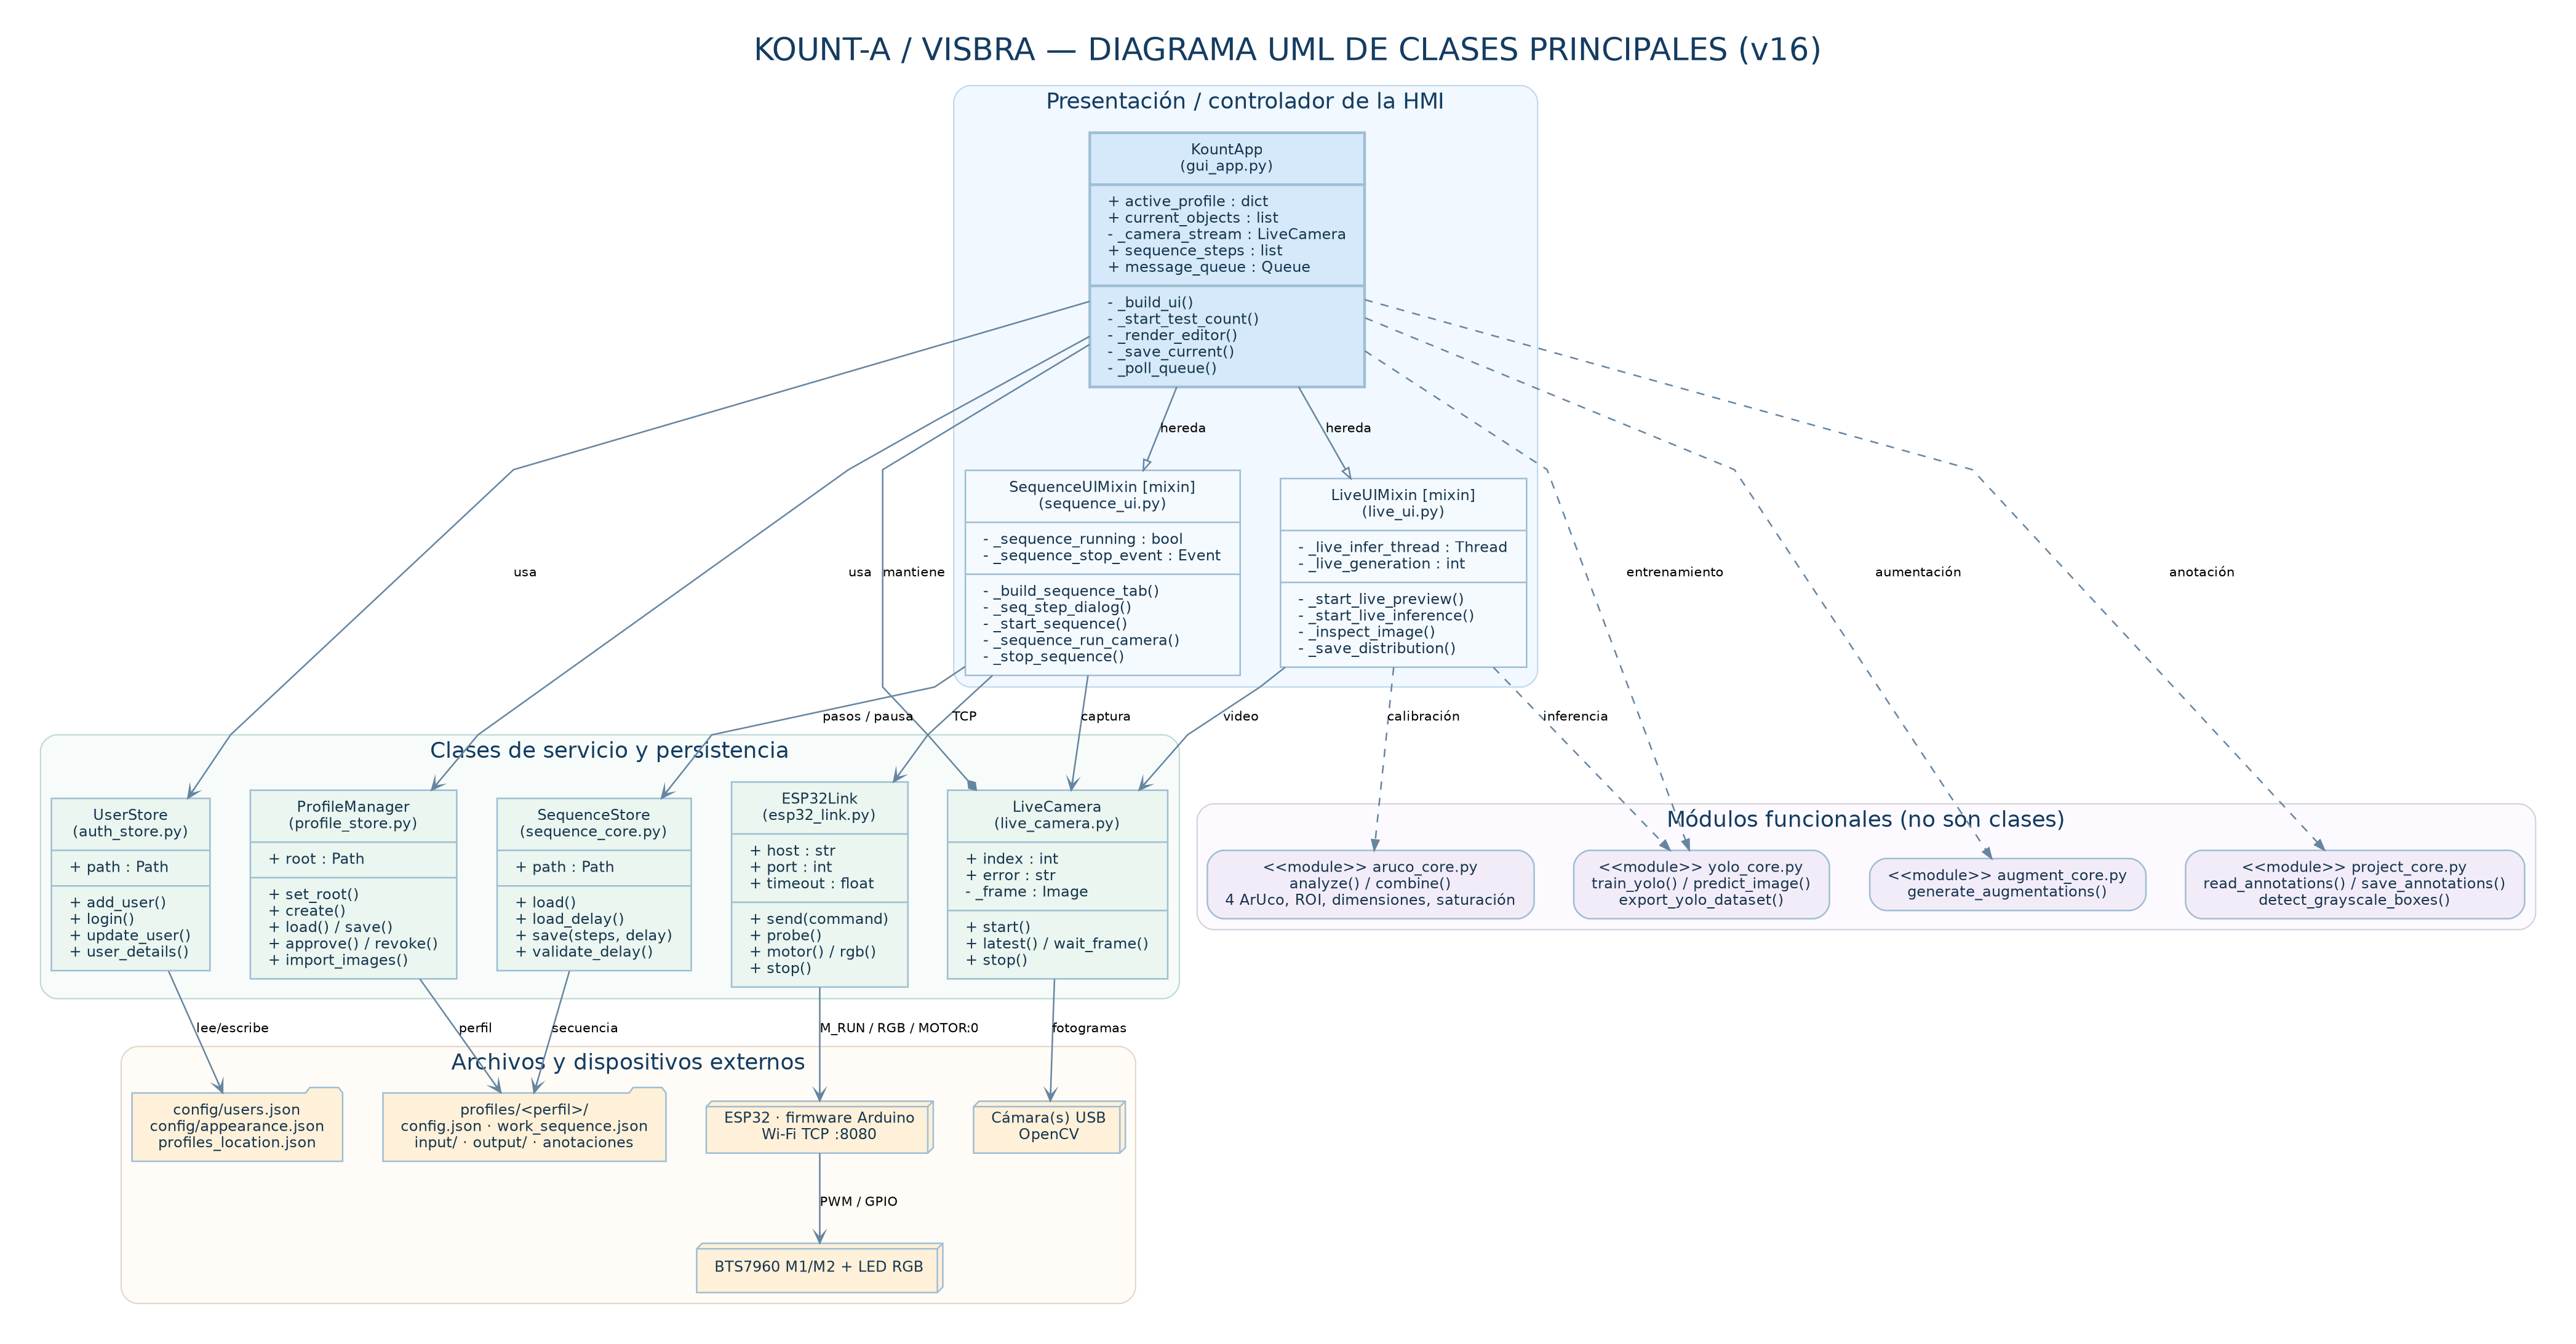 KOUNT-A / VISBRA — DIAGRAMA UML DE CLASES PRINCIPALES (v16)
Presentación / controlador de la HMI
KountApp
(gui_app.py)
+ active_profile : dict
+ current_objects : list
- _camera_stream : LiveCamera
+ sequence_steps : list
+ message_queue : Queue
- _build_ui()
- _start_test_count()
- _render_editor()
- _save_current()
- _poll_queue()
hereda
hereda
SequenceUIMixin [mixin]
(sequence_ui.py)
- _sequence_running : bool
- _sequence_stop_event : Event
- _build_sequence_tab()
- _seq_step_dialog()
- _start_sequence()
- _sequence_run_camera()
- _stop_sequence()
LiveUIMixin [mixin]
(live_ui.py)
- _live_infer_thread : Thread
- _live_generation : int
- _start_live_preview()
- _start_live_inference()
- _inspect_image()
- _save_distribution()
usa
usa
mantiene
entrenamiento
aumentación
anotación
pasos / pausa
TCP
captura
video
calibración
inferencia
Clases de servicio y persistencia
UserStore
(auth_store.py)
+ path : Path
+ add_user()
+ login()
+ update_user()
+ user_details()
ProfileManager
(profile_store.py)
+ root : Path
+ set_root()
+ create()
+ load() / save()
+ approve() / revoke()
+ import_images()
SequenceStore
(sequence_core.py)
+ path : Path
+ load()
+ load_delay()
+ save(steps, delay)
+ validate_delay()
ESP32Link
(esp32_link.py)
+ host : str
+ port : int
+ timeout : float
+ send(command)
+ probe()
+ motor() / rgb()
+ stop()
LiveCamera
(live_camera.py)
+ index : int
+ error : str
- _frame : Image
+ start()
+ latest() / wait_frame()
+ stop()
Módulos funcionales (no son clases)
<<module>> aruco_core.py
analyze() / combine()
4 ArUco, ROI, dimensiones, saturación
<<module>> yolo_core.py
train_yolo() / predict_image()
export_yolo_dataset()
<<module>> augment_core.py
generate_augmentations()
<<module>> project_core.py
read_annotations() / save_annotations()
detect_grayscale_boxes()
lee/escribe
perfil
secuencia
M_RUN / RGB / MOTOR:0
fotogramas
Archivos y dispositivos externos
config/users.json
config/appearance.json
profiles_location.json
profiles/<perfil>/
config.json · work_sequence.json
input/ · output/ · anotaciones
ESP32 · firmware Arduino
Wi-Fi TCP :8080
Cámara(s) USB
OpenCV
PWM / GPIO
BTS7960 M1/M2 + LED RGB